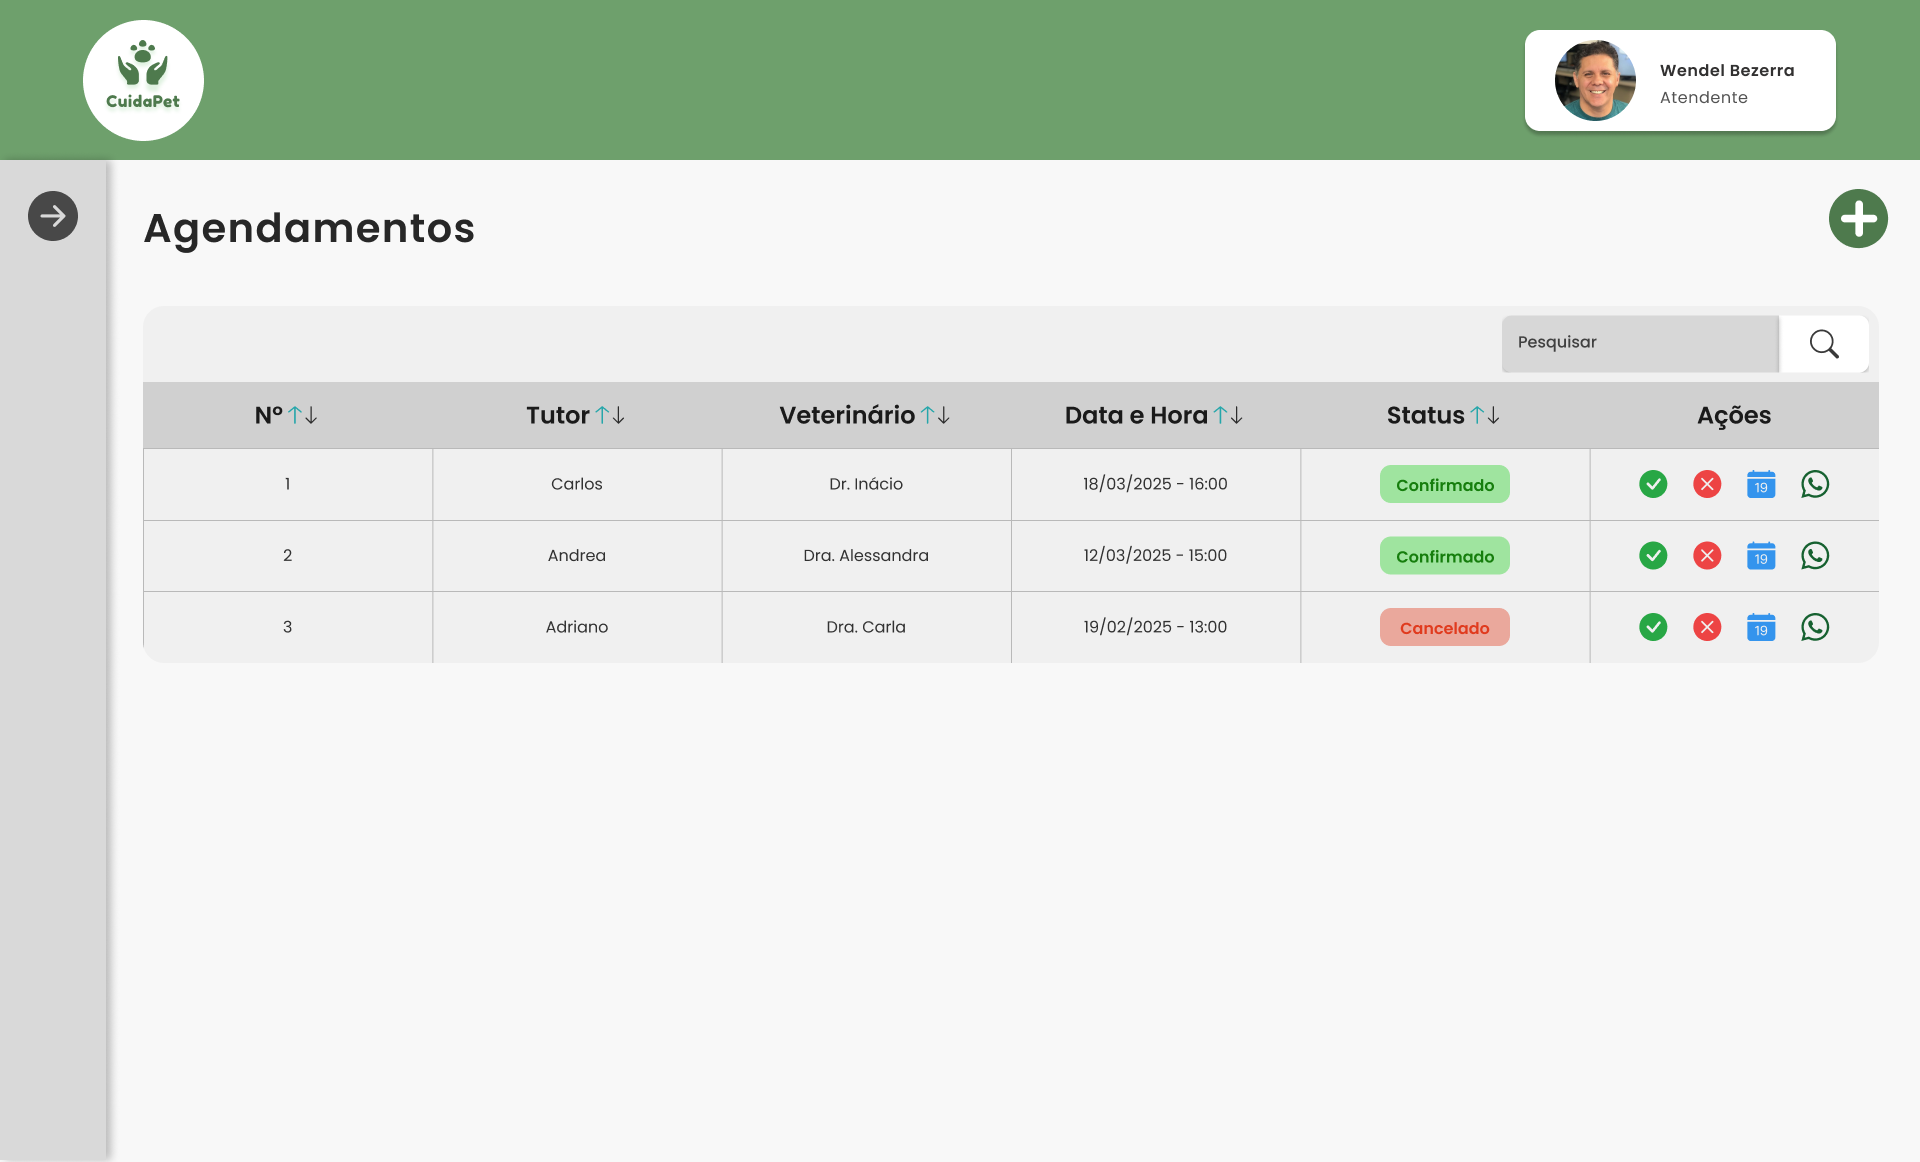 CuidaPet
Wendel Bezerra
Atendente
Agendamentos
Pesquisar
Nº Tutor Veterinário Data e Hora Status Ações
1 Carlos Dr. Inácio 18/03/2025 - 16:00 Confirmado 19
2 Andrea Dra. Alessandra 12/03/2025 - 15:00 Confirmado 19
3 Adriano Dra. Carla 19/02/2025 - 13:00 Cancelado 19